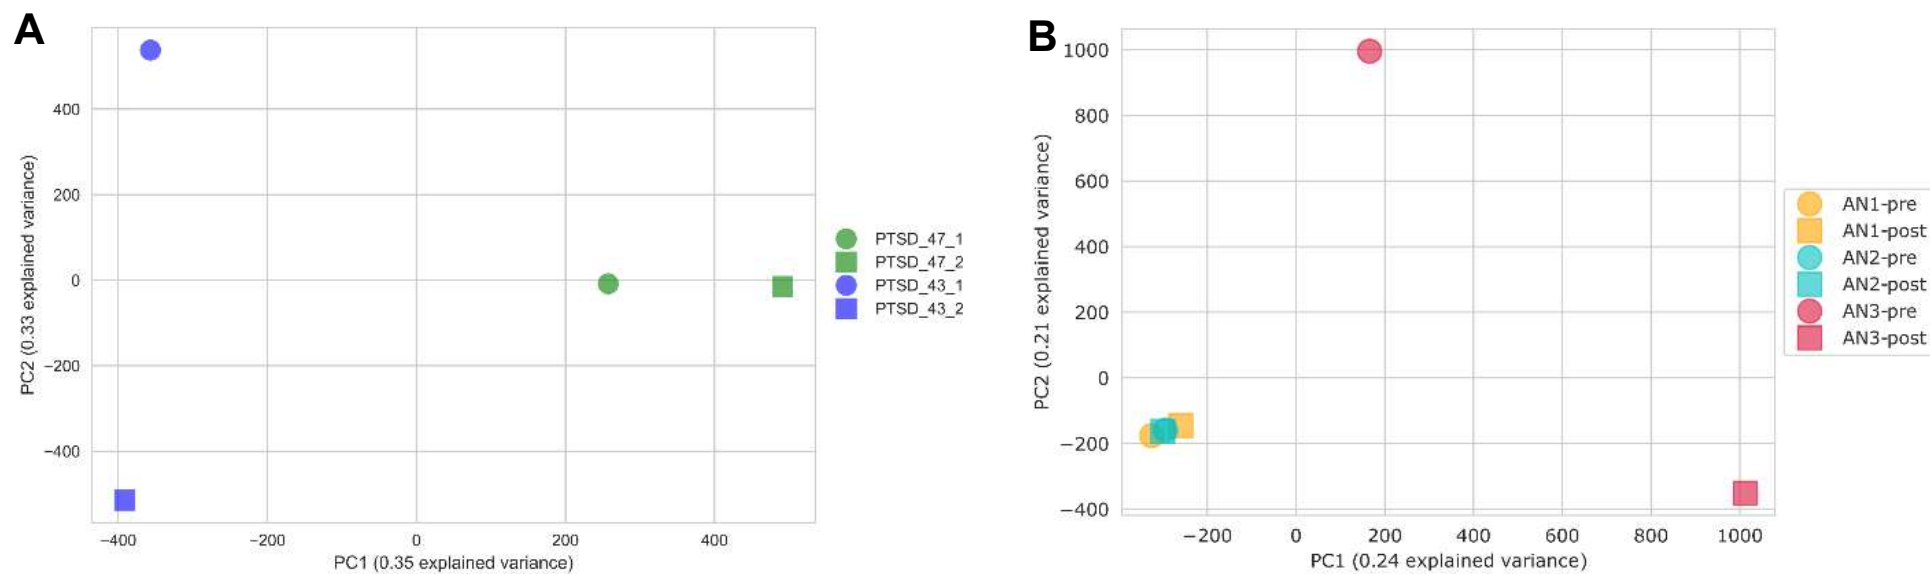 A
400
200
0
−200
−400
PC2 (0.33 explained variance)
−400
−200
0
200
400
PC1 (0.35 explained variance)
PTSD_47_1
PTSD_47_2
PTSD_43_1
PTSD_43_2
B
1000
800
600
400
200
0
−200
−400
PC2 (0.21 explained variance)
−200
0
200
400
600
800
1000
PC1 (0.24 explained variance)
AN1-pre
AN1-post
AN2-pre
AN2-post
AN3-pre
AN3-post